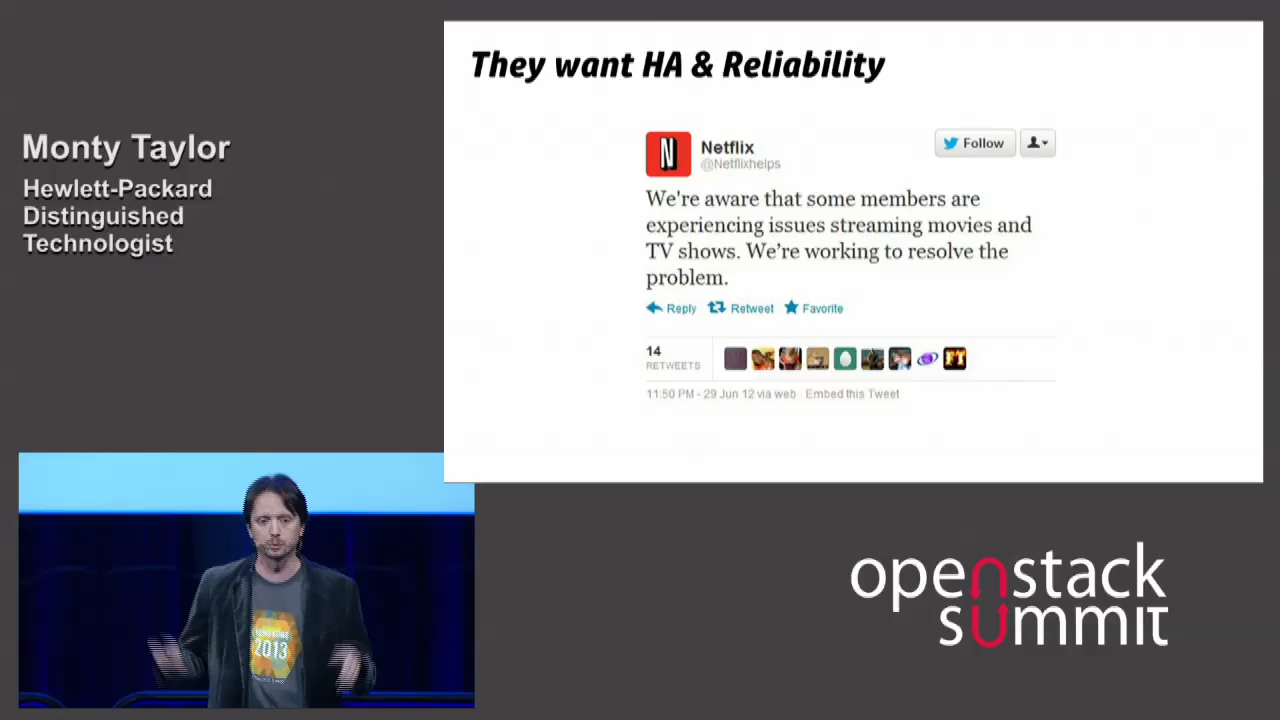 Monty Taylor
Hewlett-Packard
Distinguished
Technologist
They want HA & Reliability
N
Netflix
@Netflixhelps
Follow
We're aware that some members are
experiencing issues streaming movies and
TV shows. We're working to resolve the
problem.
Reply Retweet Favorite
14
RETWEETS
11:50 PM - 29 Jun 12 via web Embed this Tweet
2013
openstack
summit